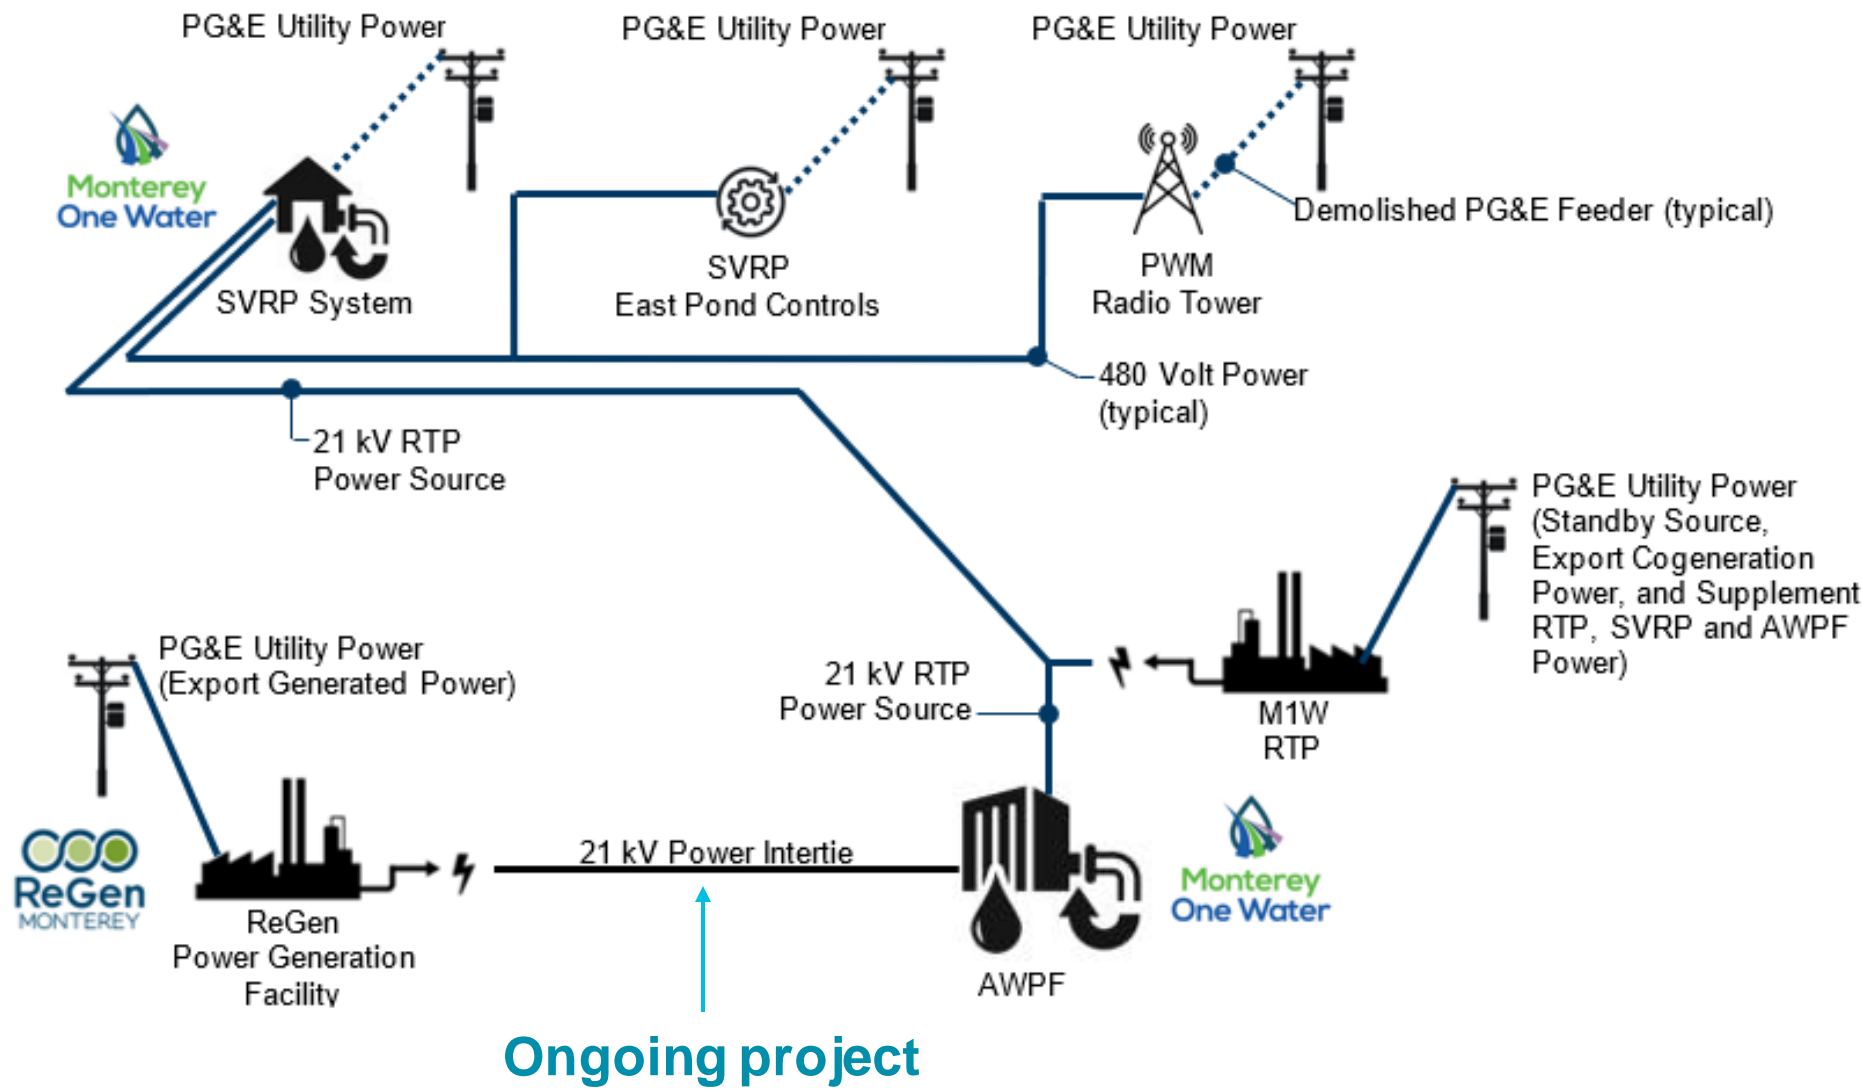 PG&E Utility Power
PG&E Utility Power
PG&E Utility Power
Monterey
One Water
Demolished PG&E Feeder (typical)
SVRP System
SVRP
East Pond Controls
PWM
Radio Tower
480 Volt Power
(typical)
21 kV RTP
Power Source
PG&E Utility Power
(Standby Source,
Export Cogeneration
Power, and Supplement
RTP, SVRP and AWPF
Power)
PG&E Utility Power
(Export Generated Power)
21 kV RTP
Power Source
M1W
RTP
ReGen
MONTEREY
21 kV Power Intertie
Monterey
One Water
ReGen
Power Generation
Facility
AWPF
Ongoing project